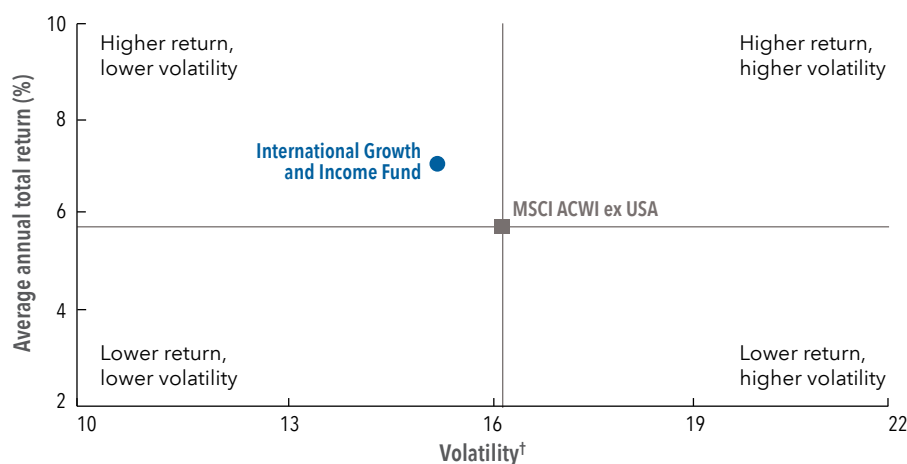 10
Higher return,
lower volatility
Higher return,
higher volatility
8
International Growth
and Income Fund
6
MSCI ACWI ex USA
4
Lower return,
lower volatility
Lower return,
higher volatility
2
Average annual total return (%)
10
13
16
19
22
Volatility†